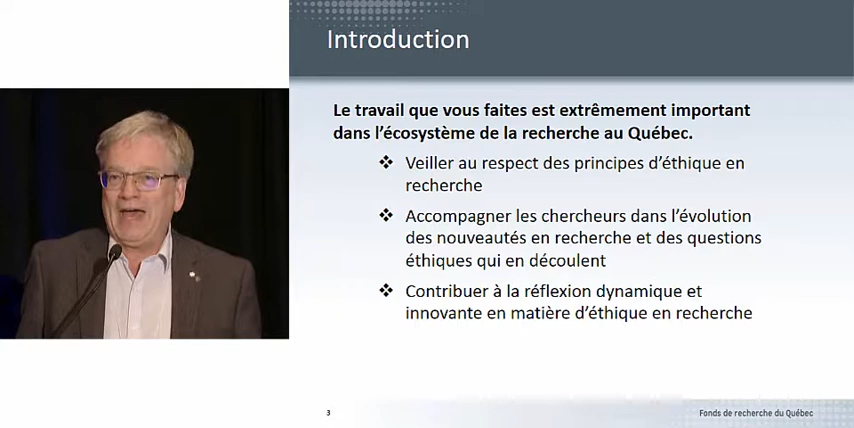 Introduction
Le travail que vous faites est extrêmement important
dans l'écosystème de la recherche au Québec.
❖ Veiller au respect des principes d'éthique en
recherche
❖ Accompagner les chercheurs dans l'évolution
des nouveautés en recherche et des questions
éthiques qui en découlent
❖ Contribuer à la réflexion dynamique et
innovante en matière d'éthique en recherche
3
Fonds de recherche du Québec